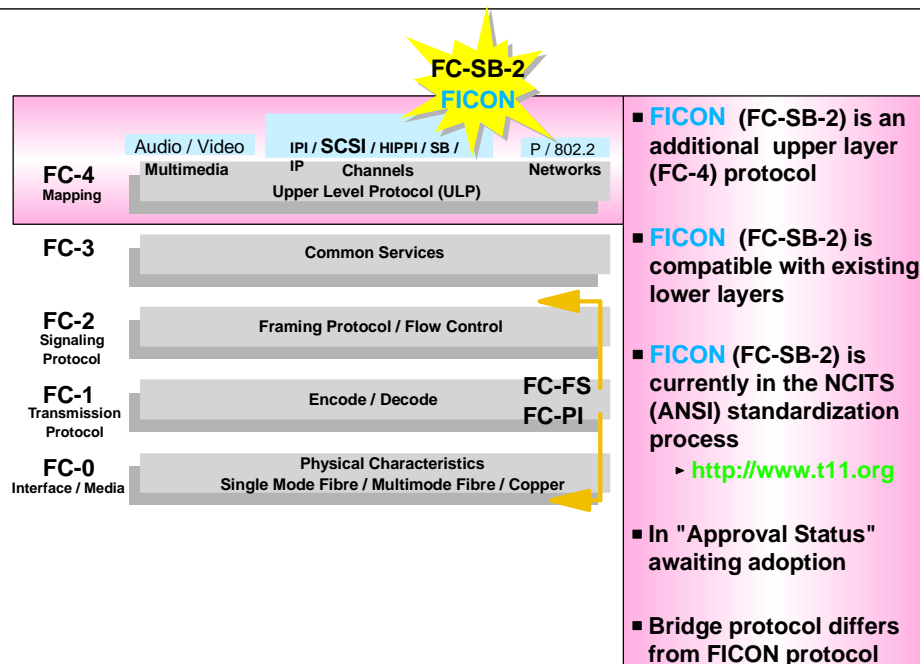 FC-SB-2
FICON
Audio / Video
IPI / SCSI / HIPPI / SB /
IP
P / 802.2
FC-4
Mapping
Multimedia
Channels
Networks
Upper Level Protocol (ULP)
FC-3
Common Services
FC-2
Signaling
Protocol
Framing Protocol / Flow Control
FC-1
Transmission
Protocol
Encode / Decode
FC-FS
FC-PI
FC-0
Interface / Media
Physical Characteristics
Single Mode Fibre / Multimode Fibre / Copper
FICON (FC-SB-2) is an
additional upper layer
(FC-4) protocol
FICON (FC-SB-2) is
compatible with existing
lower layers
FICON (FC-SB-2) is
currently in the NCITS
(ANSI) standardization
process
http://www.t11.org
In "Approval Status"
awaiting adoption
Bridge protocol differs
from FICON protocol